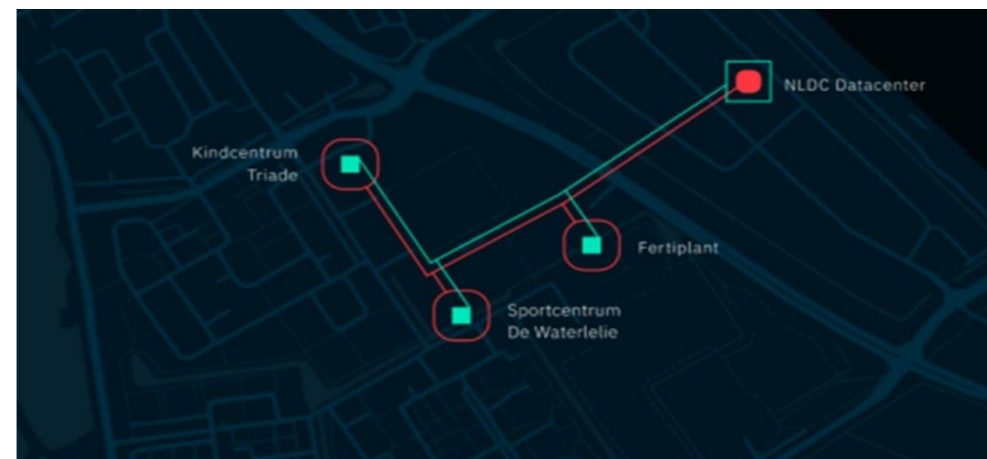 NLDC Datacenter
Kindcentrum
Triade
Fertiplant
Sportcentrum
De Waterlelie